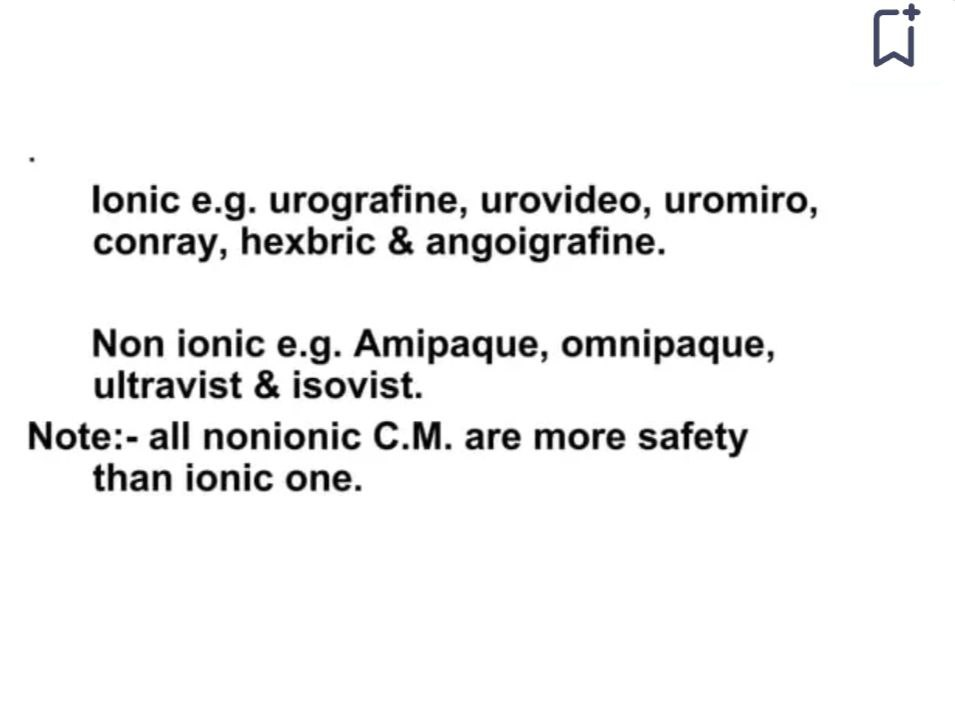 .
Ionic e.g. urografine, urovideo, uromiro,
conray, hexbric & angoigrafine.
Non ionic e.g. Amipaque, omnipaque,
ultravist & isovist.
Note:- all nonionic C.M. are more safety
than ionic one.